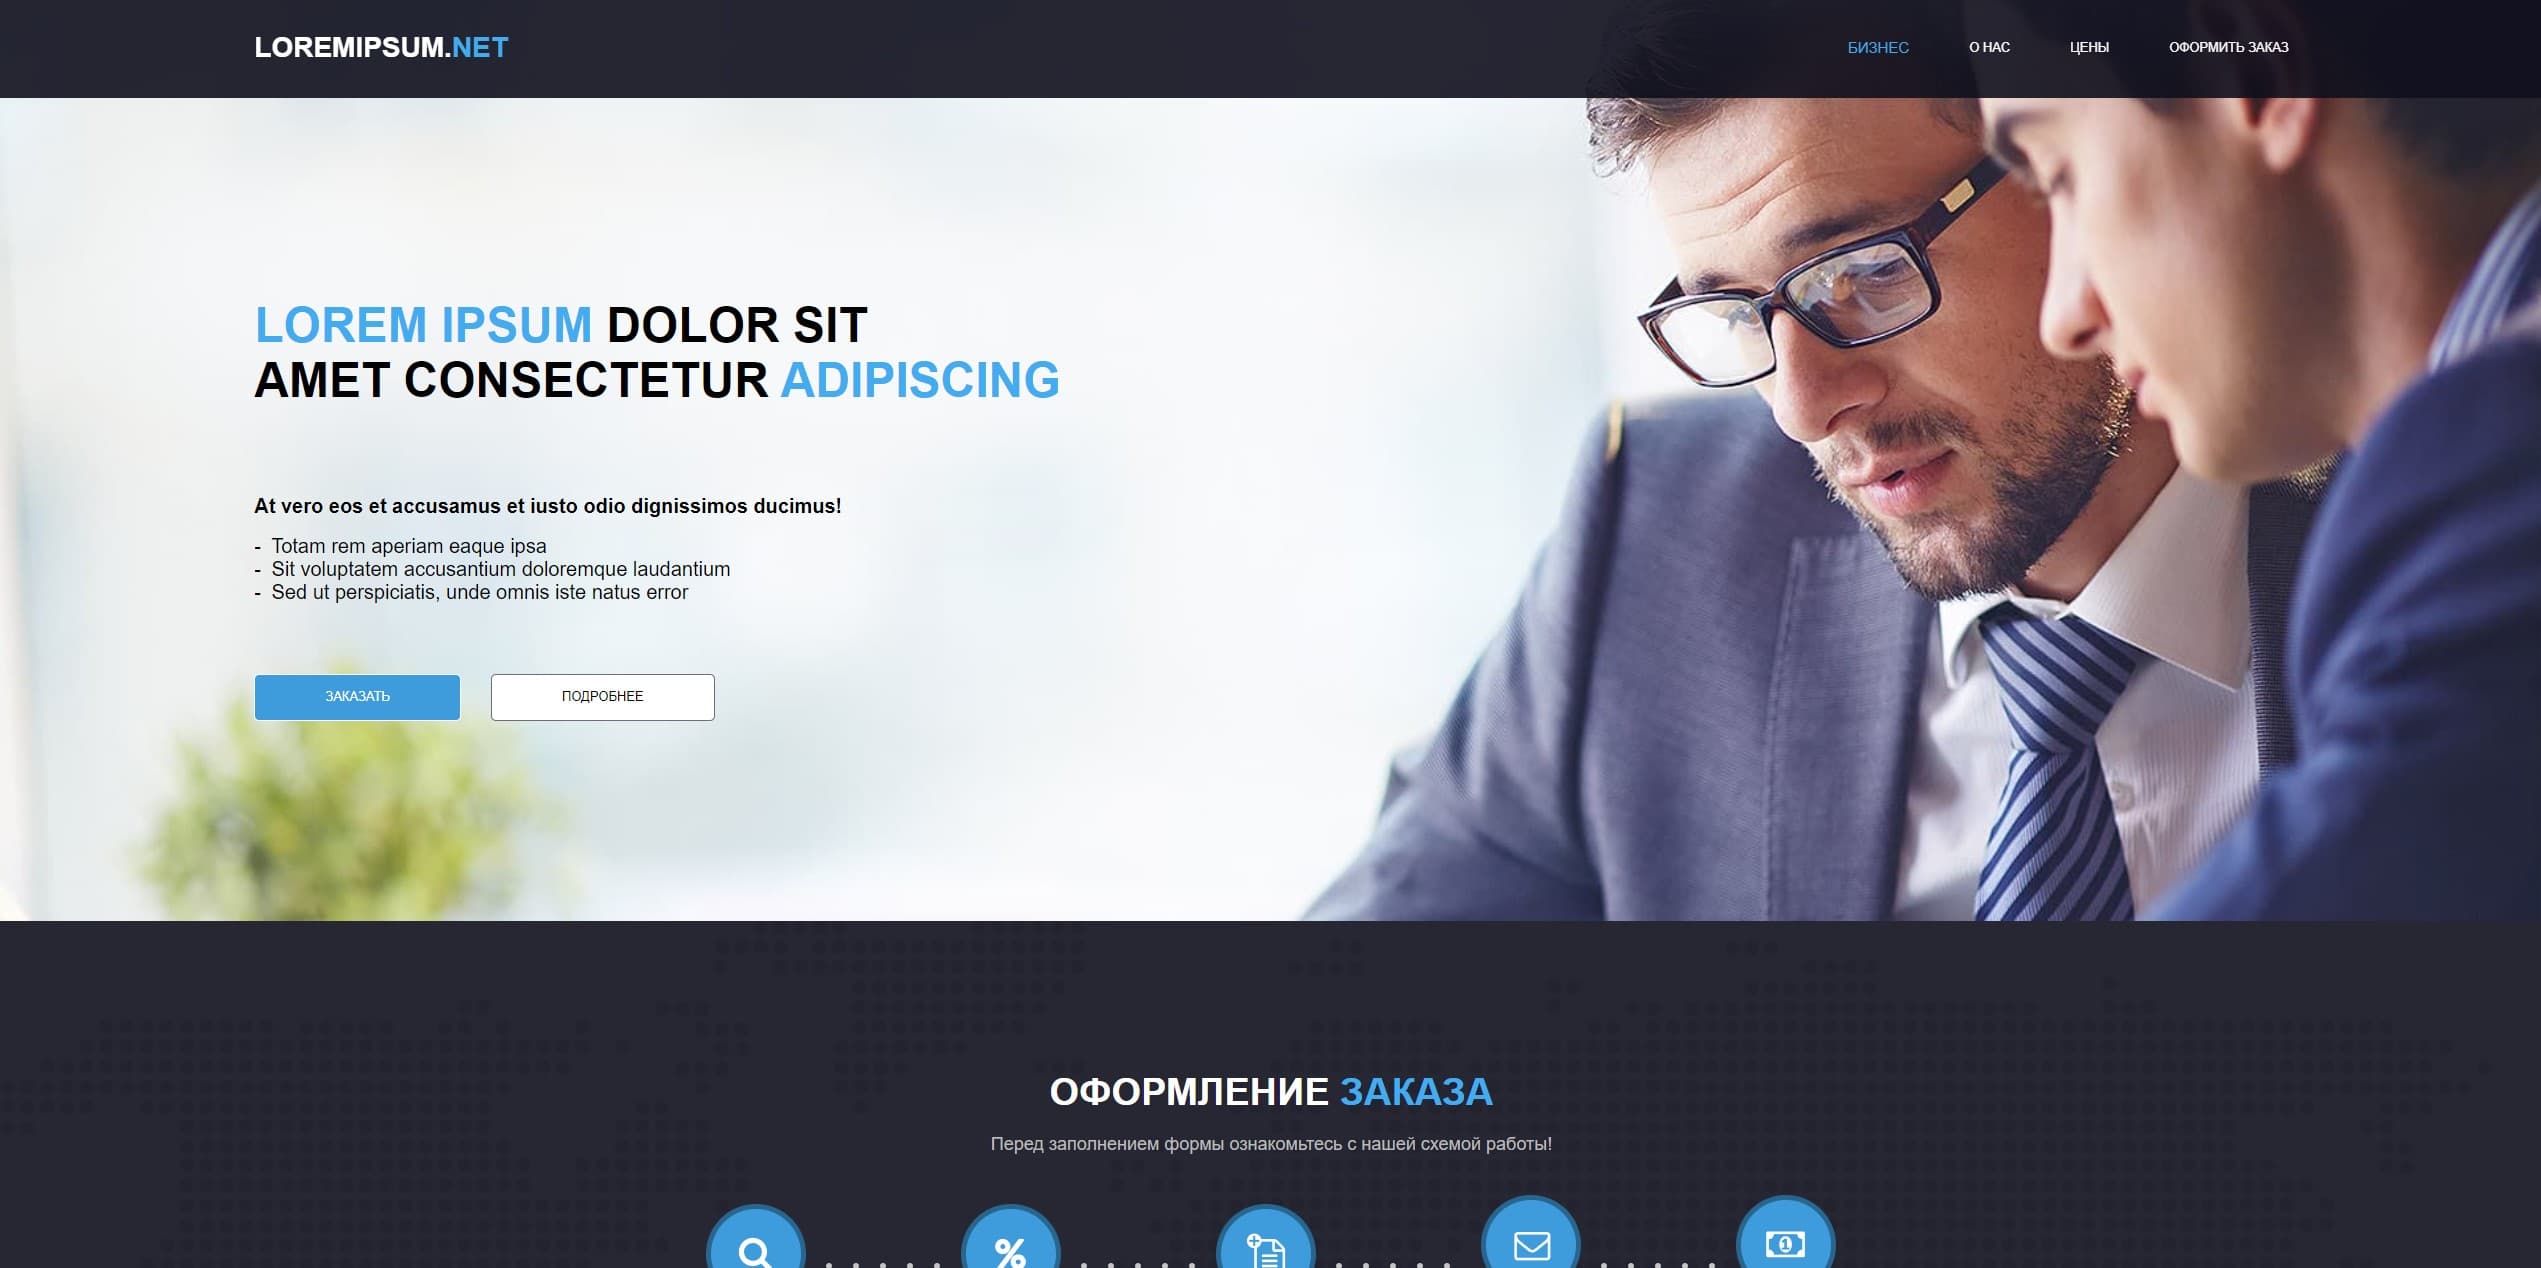 LOREMIPSUM.NET
БИЗНЕС
О НАС
ЦЕНЫ
ОФОРМИТЬ ЗАКАЗ
LOREM IPSUM DOLOR SIT
AMET CONSECTETUR ADIPISCING
At vero eos et accusamus et iusto odio dignissimos ducimus!
- Totam rem aperiam eaque ipsa
- Sit voluptatem accusantium doloremque laudantium
- Sed ut perspiciatis, unde omnis iste natus error
ЗАКАЗАТЬ
ПОДРОБНЕЕ
ОФОРМЛЕНИЕ ЗАКАЗА
Перед заполнением формы ознакомьтесь с нашей схемой работы!